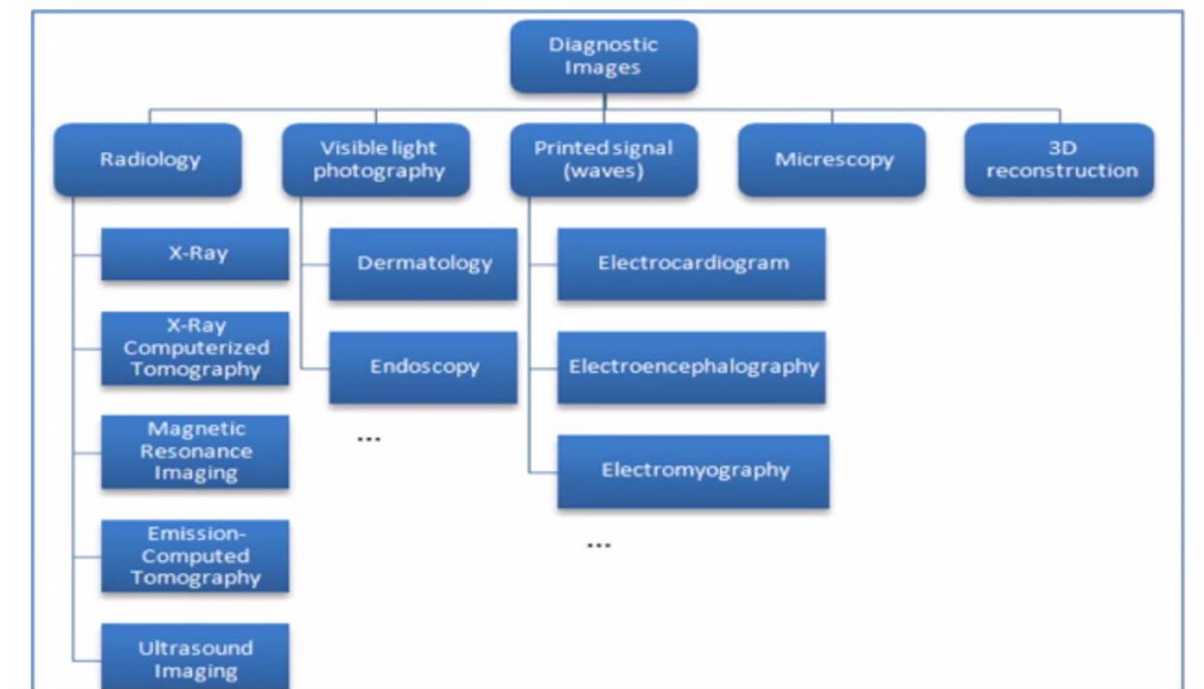 Diagnostic
Images
Radiology
Visible light
photography
Printed signal
(waves)
Micrescopy
3D
reconstruction
X-Ray
X-Ray
Computerized
Tomography
Magnetic
Resonance
Imaging
Emission-
Computed
Tomography
Ultrasound
Imaging
Dermatology
Endoscopy
...
Electrocardiogram
Electroencephalography
Electromyography
...